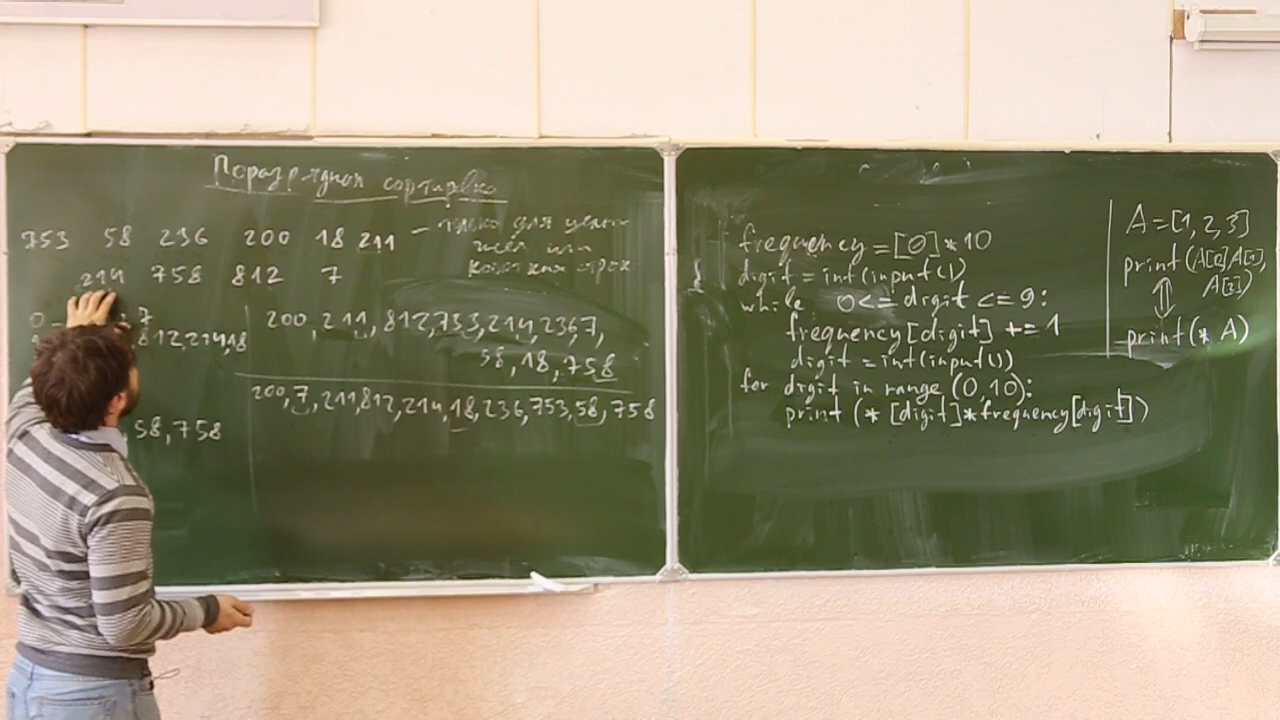 Поразрядная сортировка
753 58 236 200 18 211 – только для целых
чисел или
коротких строк
214 758 812 7
0 7
812,214,18
58,758
200, 211, 812,753,214,236 7,
58,18,758
200,7,211,812,214,18,236,753,58,758
frequency = [0]*10
digit = int(input())
while 0<= digit <= 9:
frequency[digit] += 1
digit = int(input())
for digit in range (0,10):
print (* [digit]*frequency[digit])
A = [1, 2, 3]
print (A[0],A[1],
A[2])
print(* A)